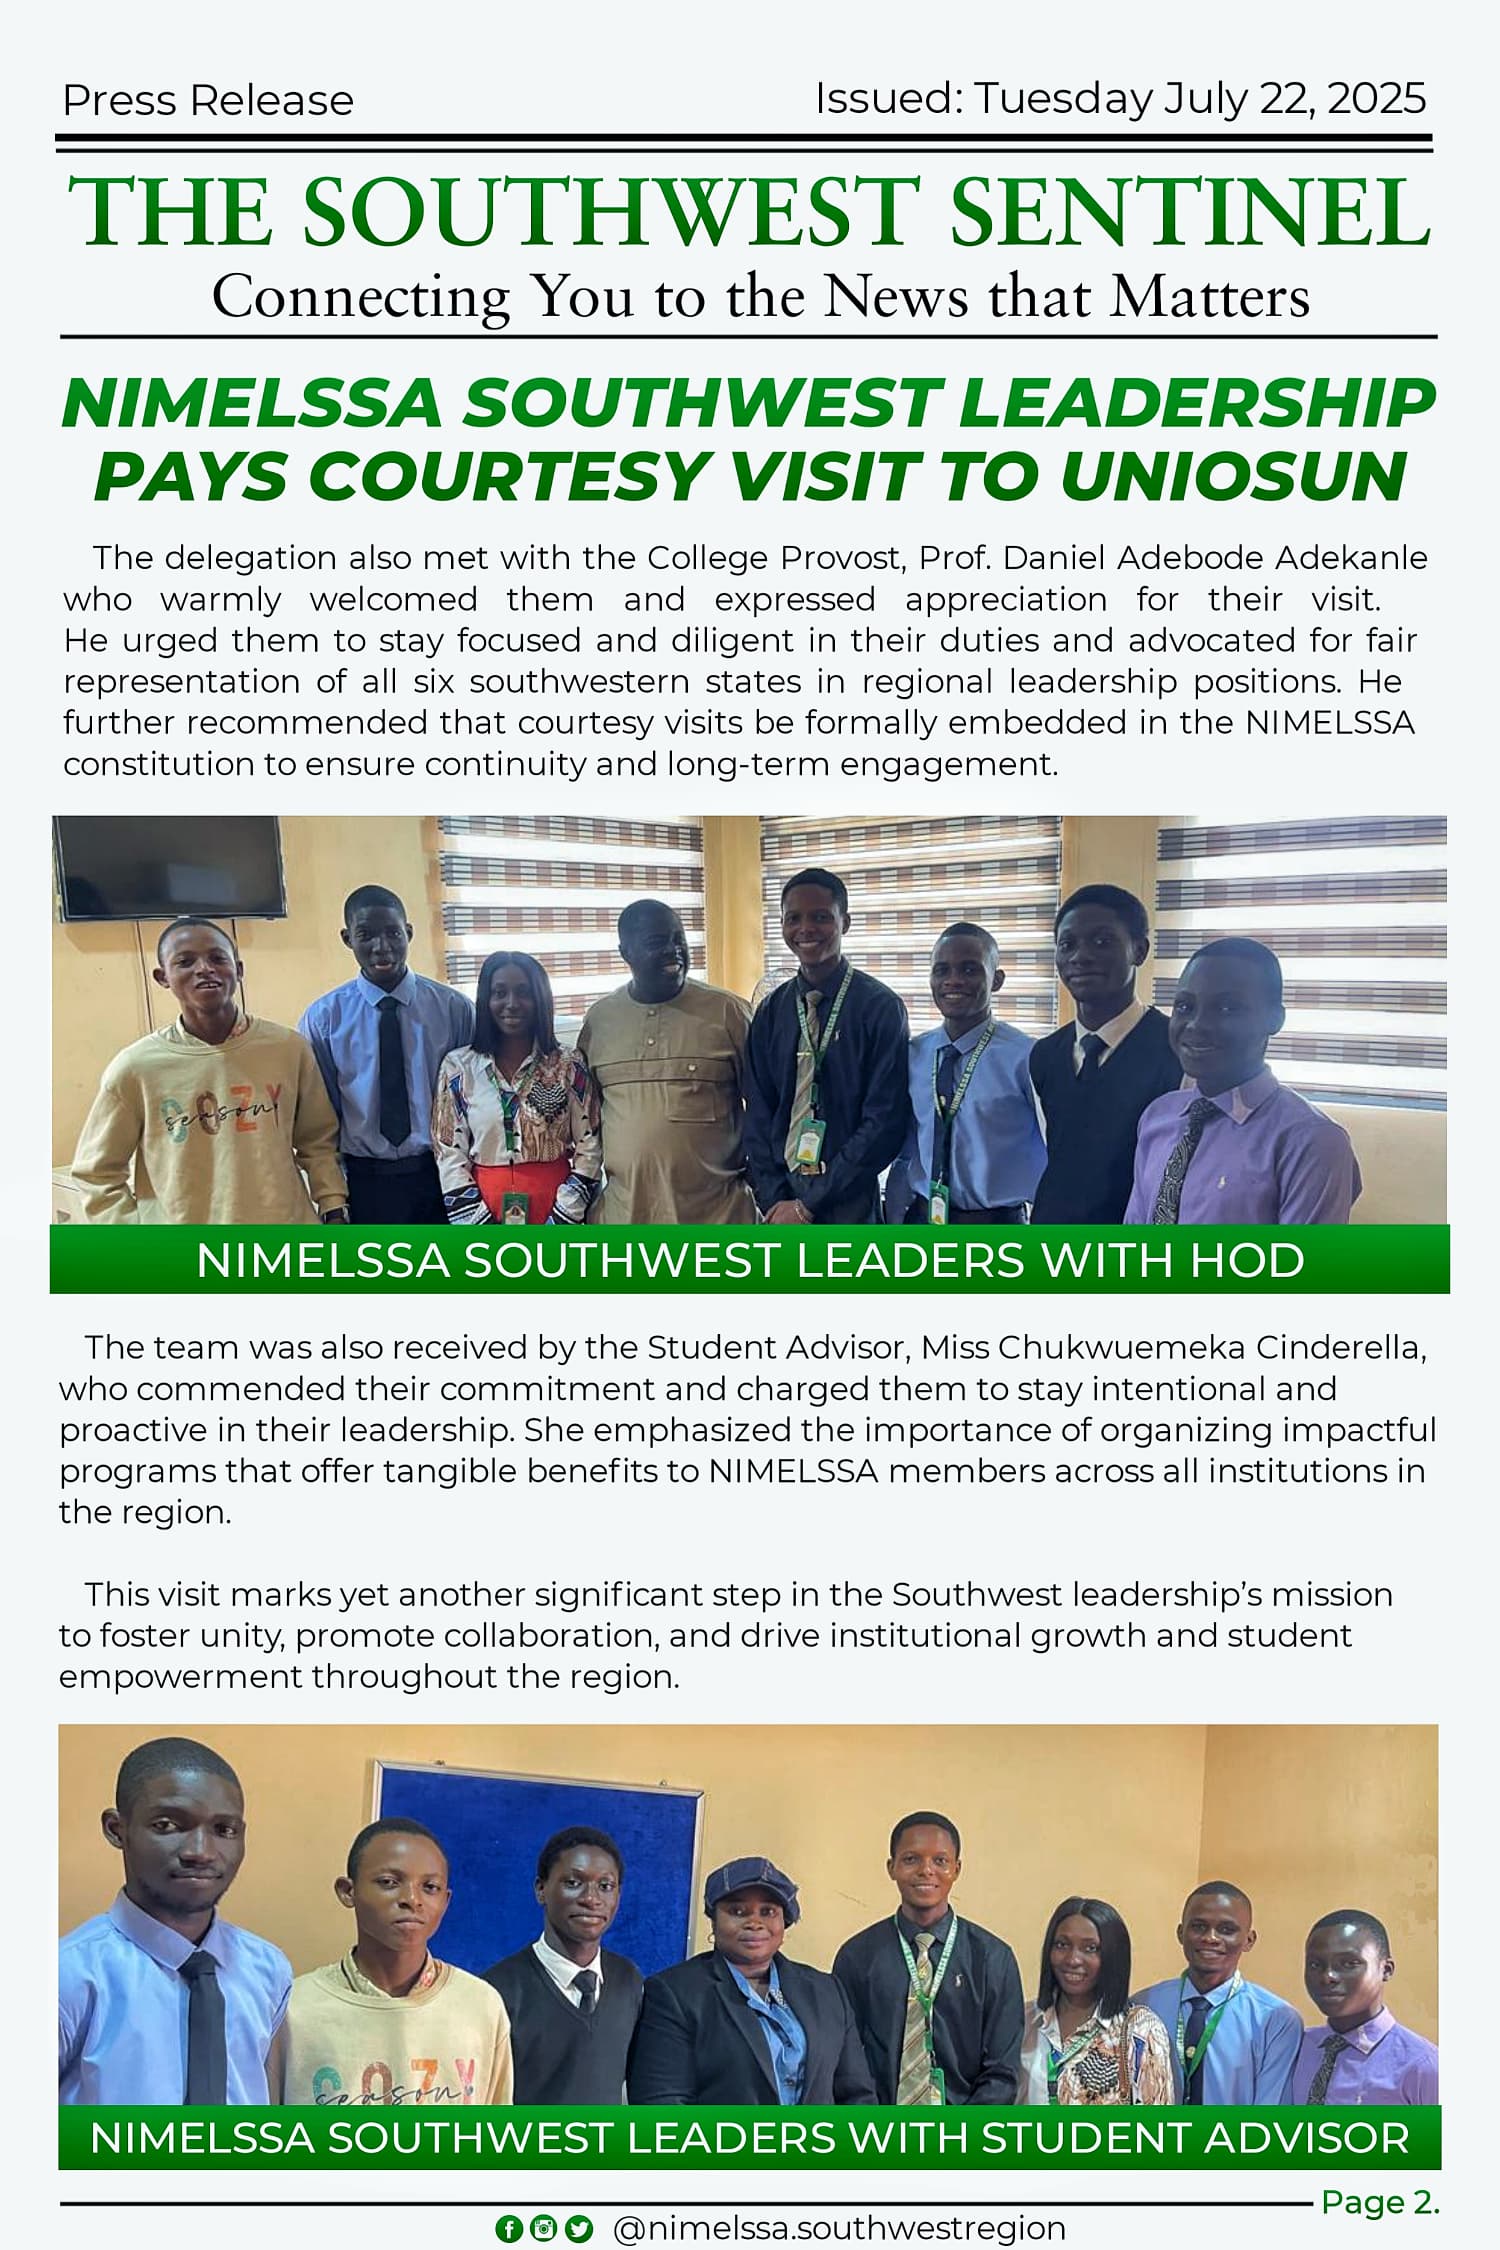 Press Release
Issued: Tuesday July 22, 2025
THE SOUTHWEST SENTINEL
Connecting You to the News that Matters
NIMELSSA SOUTHWEST LEADERSHIP
PAYS COURTESY VISIT TO UNIOSUN
The delegation also met with the College Provost, Prof. Daniel Adebode Adekanle
who warmly welcomed them and expressed appreciation for their visit.
He urged them to stay focused and diligent in their duties and advocated for fair
representation of all six southwestern states in regional leadership positions. He
further recommended that courtesy visits be formally embedded in the NIMELSSA
constitution to ensure continuity and long-term engagement.
COZY
season
NIMELSSA SOUTHWEST LEADERS WITH HOD
The team was also received by the Student Advisor, Miss Chukwuemeka Cinderella,
who commended their commitment and charged them to stay intentional and
proactive in their leadership. She emphasized the importance of organizing impactful
programs that offer tangible benefits to NIMELSSA members across all institutions in
the region.
This visit marks yet another significant step in the Southwest leadership’s mission
to foster unity, promote collaboration, and drive institutional growth and student
empowerment throughout the region.
COZY
season
NIMELSSA SOUTHWEST LEADERS WITH STUDENT ADVISOR
Page 2.
@nimelssa.southwestregion